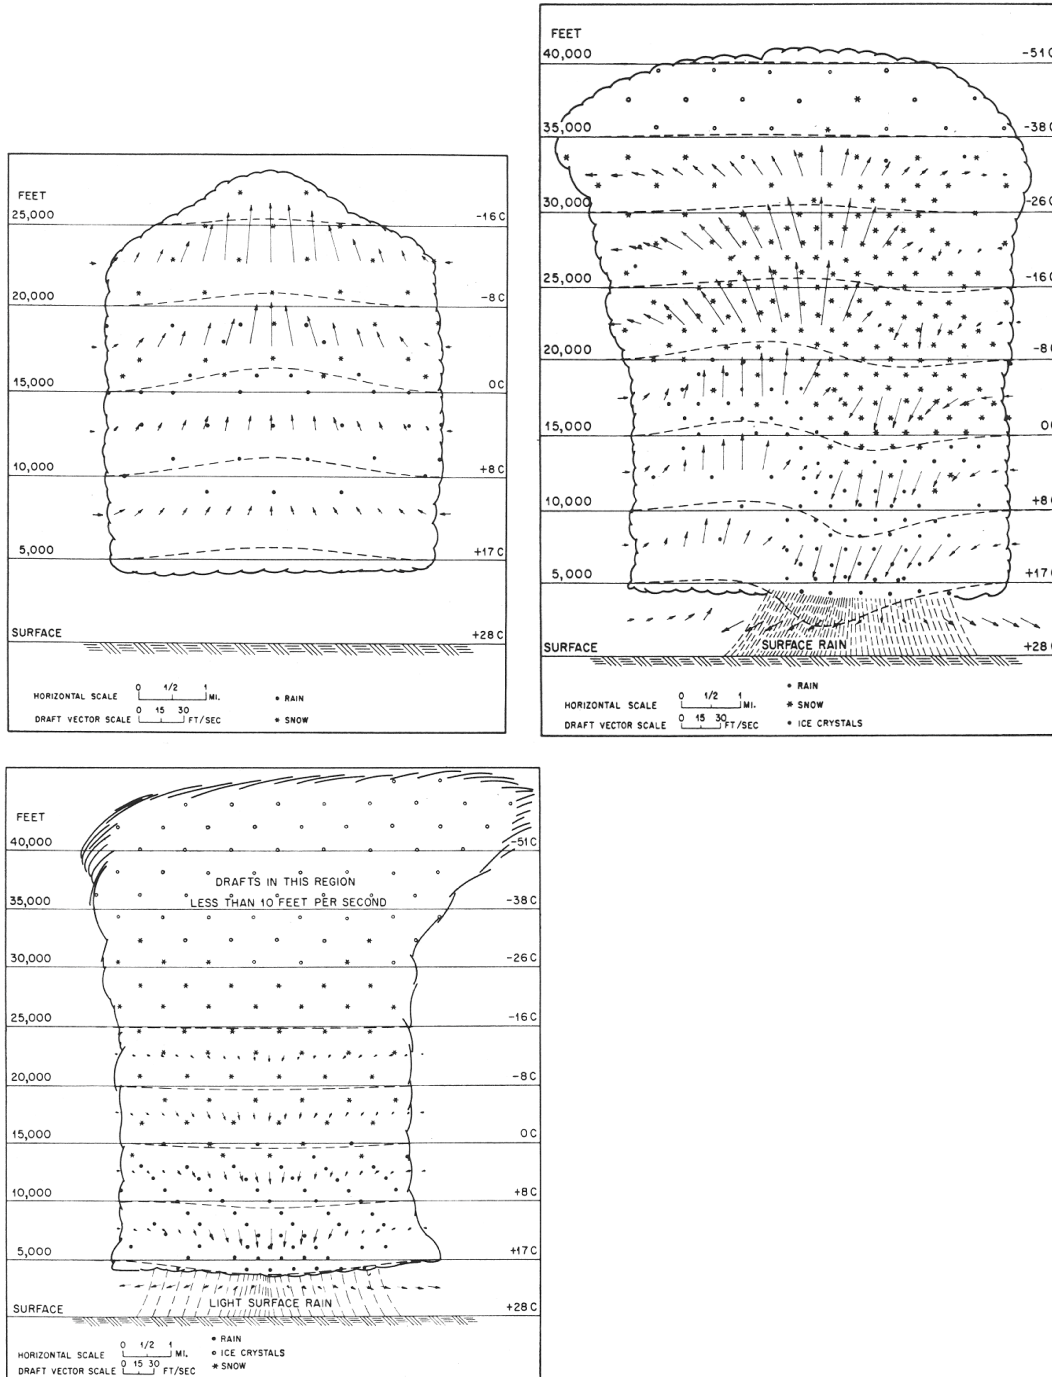 FEET
25,000 -16 C
20,000 -8 C
15,000 0 C
10,000 +8 C
5,000 +17 C
SURFACE +28 C
0 1/2 1
HORIZONTAL SCALE MI. • RAIN
0 15 30
DRAFT VECTOR SCALE FT/SEC * SNOW
FEET
40,000 -51 C
35,000 -38 C
30,000 -26 C
25,000 -16 C
20,000 -8 C
15,000 0 C
10,000 +8 C
5,000 +17 C
SURFACE SURFACE RAIN +28 C
• RAIN
0 1/2 1
HORIZONTAL SCALE MI. * SNOW
0 15 30
DRAFT VECTOR SCALE FT/SEC ∘ ICE CRYSTALS
FEET
40,000 -51 C
DRAFTS IN THIS REGION
35,000 LESS THAN 10 FEET PER SECOND -38 C
30,000 -26 C
25,000 -16 C
20,000 -8 C
15,000 0 C
10,000 +8 C
5,000 +17 C
LIGHT SURFACE RAIN
SURFACE +28 C
• RAIN
0 1/2 1
HORIZONTAL SCALE MI. ∘ ICE CRYSTALS
0 15 30
DRAFT VECTOR SCALE FT/SEC * SNOW